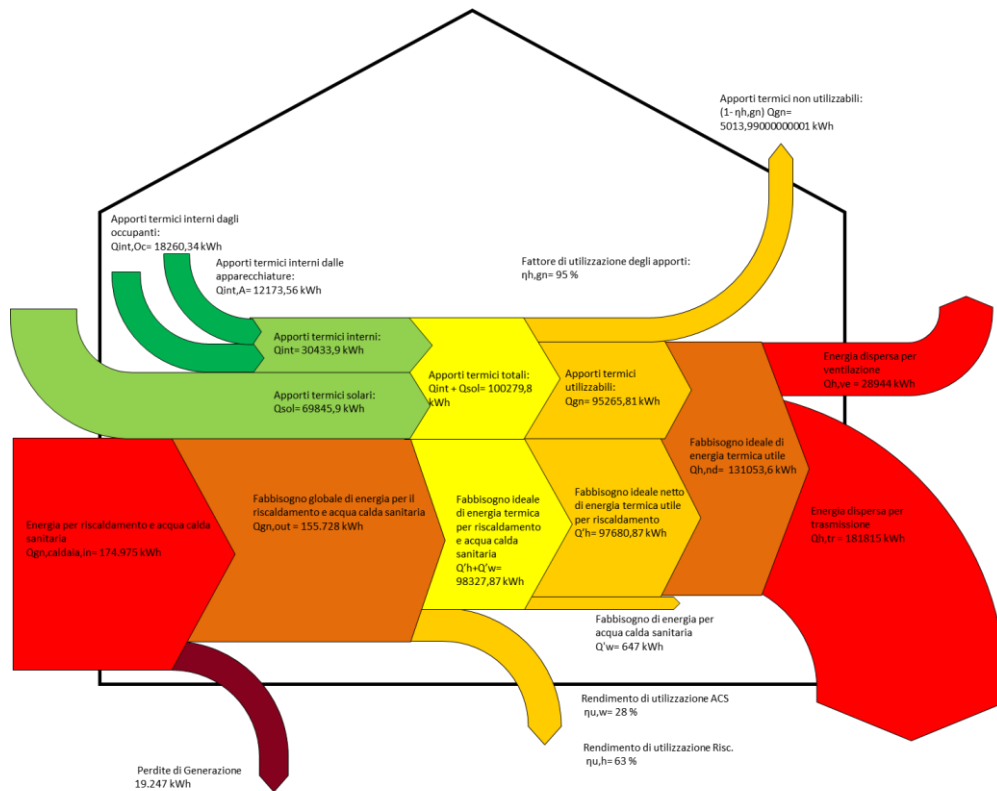 Apporti termici non utilizzabili:
(1- ηh,gn) Qgn=
5013,99000000001 kWh
Apporti termici interni dagli
occupanti:
Qint,Oc= 18260,34 kWh
Apporti termici interni dalle
apparecchiature:
Qint,A= 12173,56 kWh
Fattore di utilizzazione degli apporti:
ηh,gn= 95 %
Apporti termici interni:
Qint= 30433,9 kWh
Apporti termici totali:
Qint + Qsol= 100279,8
kWh
Apporti termici
utilizzabili:
Qgn= 95265,81 kWh
Energia dispersa per
ventilazione
Qh,ve = 28944 kWh
Apporti termici solari:
Qsol= 69845,9 kWh
Fabbisogno ideale di
energia termica utile
Qh,nd=  131053,6 kWh
Energia per riscaldamento e acqua calda
sanitaria
Qgn,caldaia,in= 174.975 kWh
Fabbisogno globale di energia per il
riscaldamento e acqua calda sanitaria
Qgn,out = 155.728 kWh
Fabbisogno ideale
di energia termica
per riscaldamento
e acqua calda
sanitaria
Q'h+Q'w=
98327,87 kWh
Fabbisogno ideale netto
di energia termica utile
per riscaldamento
Q'h = 97680,87 kWh
Energia dispersa per
trasmissione
Qh,tr = 181815 kWh
Fabbisogno di energia per
acqua calda sanitaria
Q'w = 647 kWh
Rendimento di utilizzazione ACS
ηu,w= 28 %
Rendimento di utilizzazione Risc.
ηu,h= 63 %
Perdite di Generazione
19.247 kWh